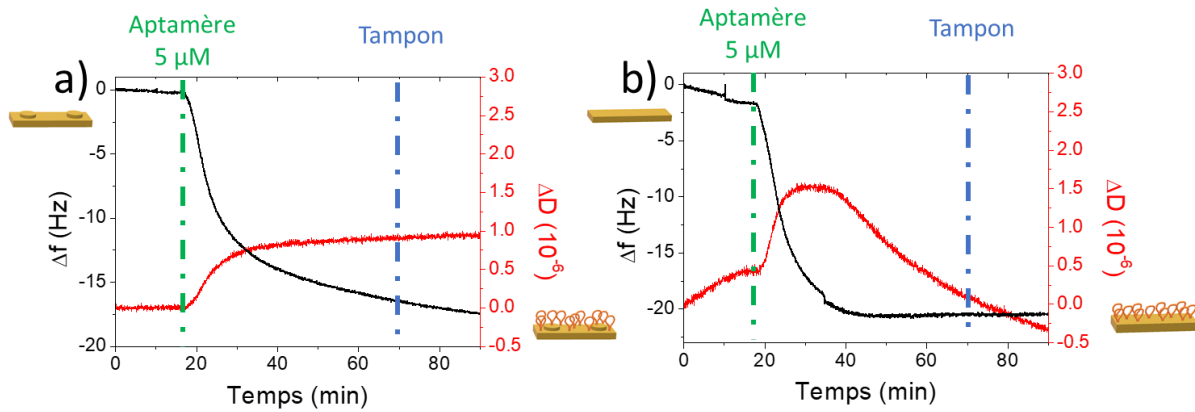 Aptamère
5 µM
Tampon
a)
0
-5
-10
-15
-20
Δf (Hz)
3.0
2.5
2.0
1.5
1.0
0.5
0.0
-0.5
ΔD (10⁻⁶)
0
20
40
60
80
Temps (min)
Aptamère
5 µM
Tampon
b)
0
-5
-10
-15
-20
Δf (Hz)
3.0
2.5
2.0
1.5
1.0
0.5
0.0
-0.5
ΔD (10⁻⁶)
0
20
40
60
80
Temps (min)